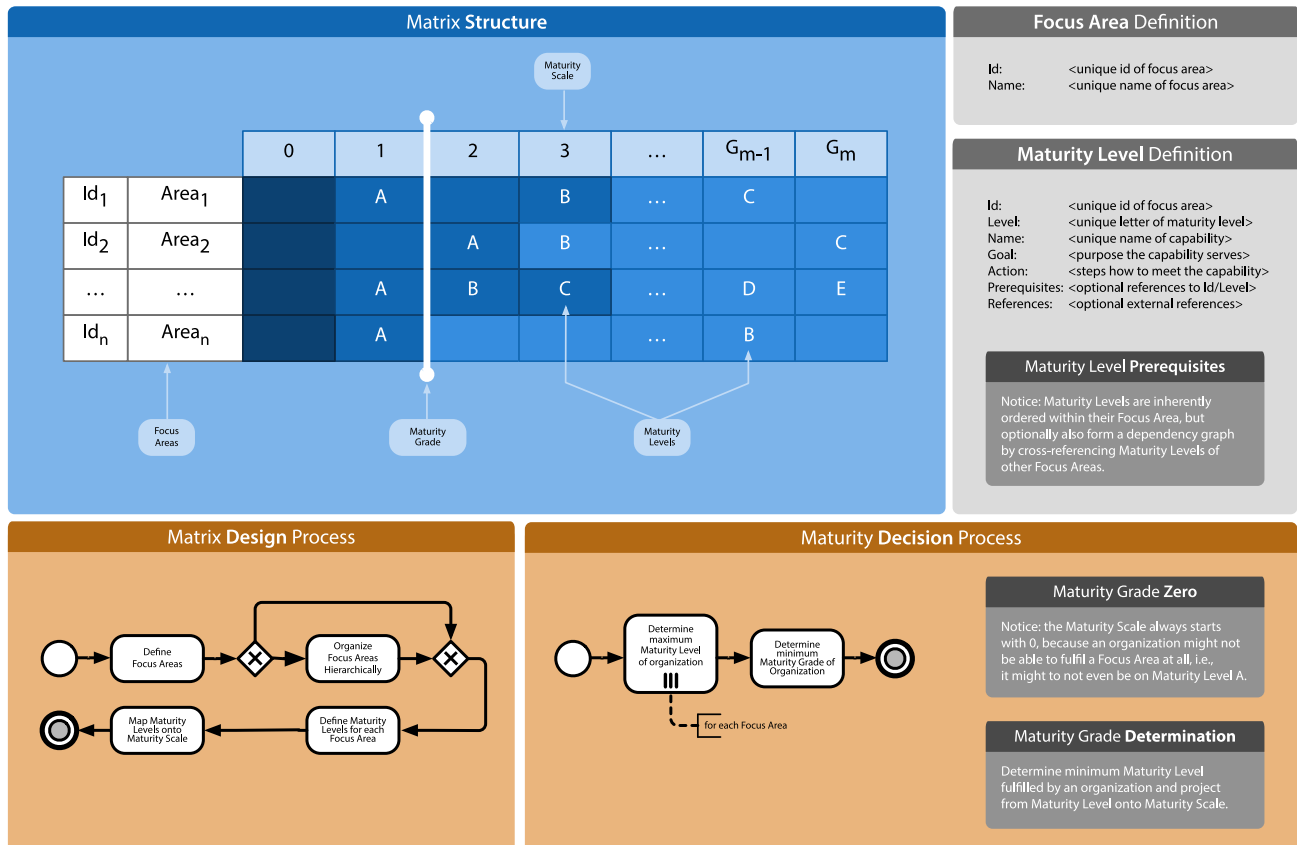 Matrix Structure
Maturity
Scale
0 1 2 3 … Gm-1 Gm
Id1 Area1 A B … C
Id2 Area2 A B … C
… … A B C … D E
Idn Arean A … B
Focus
Areas
Maturity
Grade
Maturity
Levels
Focus Area Definition
Id: <unique id of focus area>
Name: <unique name of focus area>
Maturity Level Definition
Id: <unique id of focus area>
Level: <unique letter of maturity level>
Name: <unique name of capability>
Goal: <purpose the capability serves>
Action: <steps how to meet the capability>
Prerequisites: <optional references to Id/Level>
References: <optional external references>
Maturity Level Prerequisites
Notice: Maturity Levels are inherently
ordered within their Focus Area, but
optionally also form a dependency graph
by cross-referencing Maturity Levels of
other Focus Areas.
Matrix Design Process
Define
Focus Areas
Organize
Focus Areas
Hierarchically
Map Maturity
Levels onto
Maturity Scale
Define Maturity
Levels for each
Focus Area
Maturity Decision Process
Determine
maximum
Maturity Level
of organization
Determine
minimum
Maturity Grade of
Organization
for each Focus Area
Maturity Grade Zero
Notice: the Maturity Scale always starts
with 0, because an organization might not
be able to fulfil a Focus Area at all, i.e.,
it might to not even be on Maturity Level A.
Maturity Grade Determination
Determine minimum Maturity Level
fulfilled by an organization and project
from Maturity Level onto Maturity Scale.